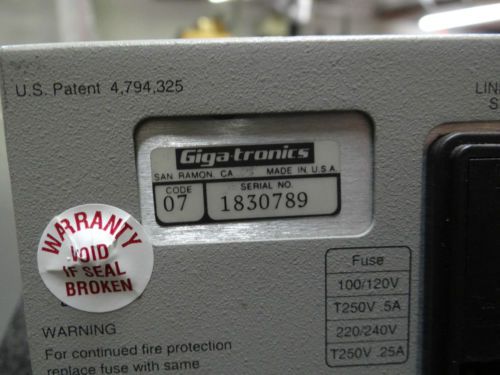 U.S. Patent 4,794,325
LIN
S
Giga-tronics
SAN RAMON, CA MADE IN U.S.A.
CODE
07
SERIAL NO.
1830789
WARRANTY
VOID
IF SEAL
BROKEN
Fuse
100/120V
T250V .5A
220/240V
T250V .25A
WARNING
For continued fire protection
replace fuse with same